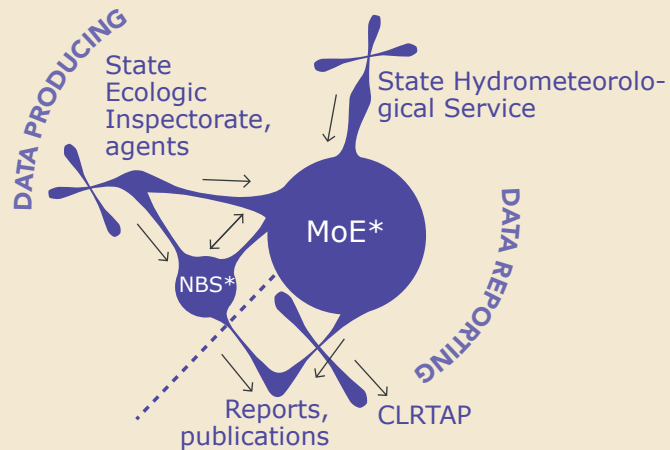 DATA PRODUCING
State
Ecologic
Inspectorate,
agents
State Hydrometeorolo-
gical Service
MoE*
NBS*
DATA REPORTING
Reports,
publications
CLRTAP